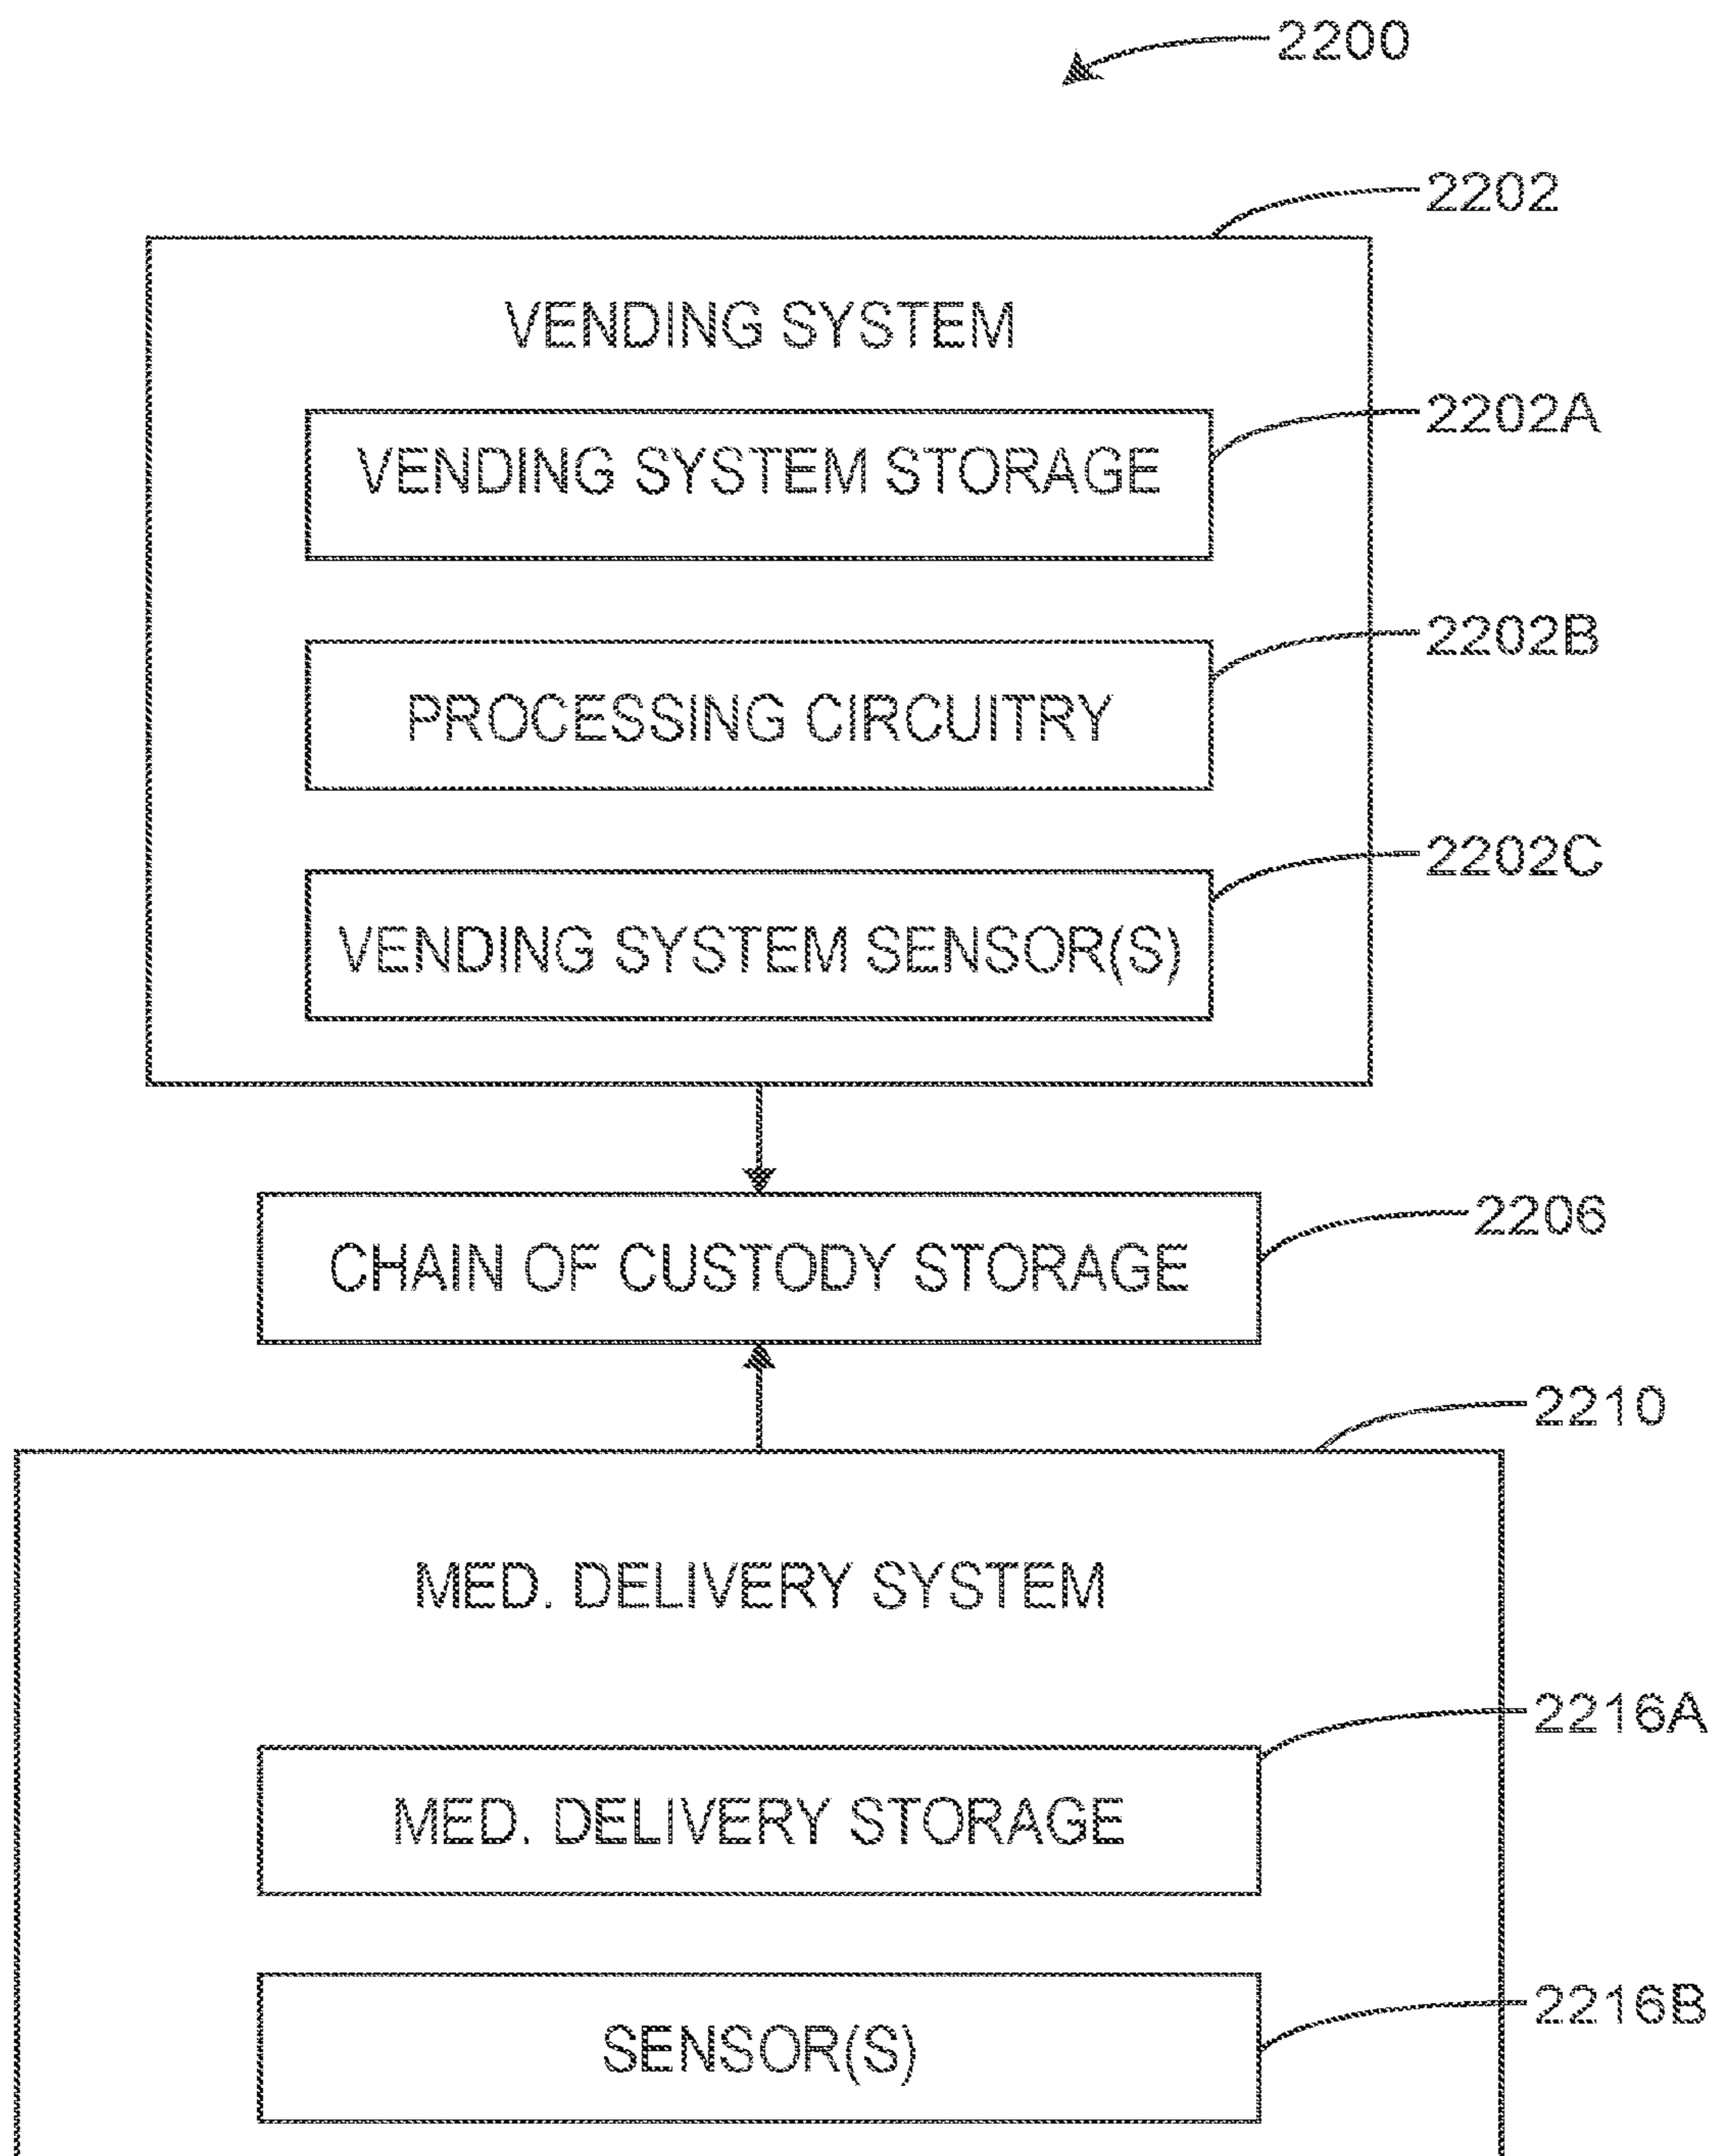 2200
2202
VENDING SYSTEM
2202A
VENDING SYSTEM STORAGE
2202B
PROCESSING CIRCUITRY
2202C
VENDING SYSTEM SENSOR(S)
2206
CHAIN OF CUSTODY STORAGE
2210
MED. DELIVERY SYSTEM
2216A
MED. DELIVERY STORAGE
2216B
SENSOR(S)